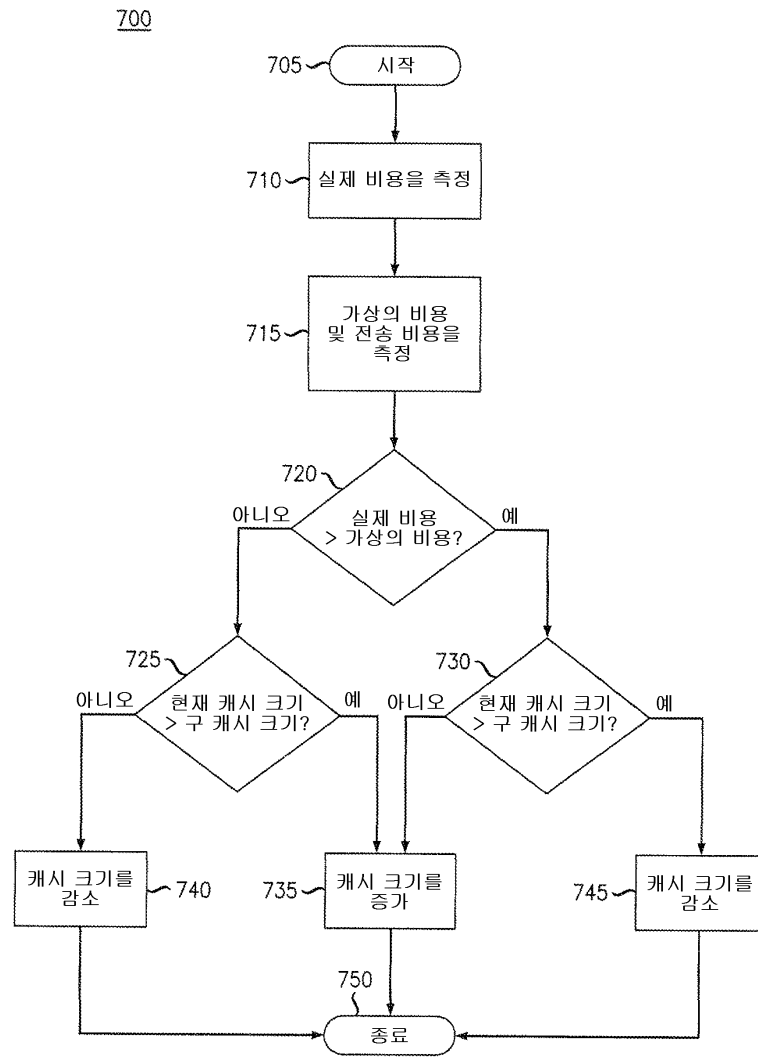 700
705
시작
710
실제 비용을 측정
715
가상의 비용
및 전송 비용을
측정
720
실제 비용
> 가상의 비용?
아니오
예
725
현재 캐시 크기
> 구 캐시 크기?
아니오
예
730
현재 캐시 크기
> 구 캐시 크기?
아니오
예
캐시 크기를
감소
740
735
캐시 크기를
증가
745
캐시 크기를
감소
750
종료